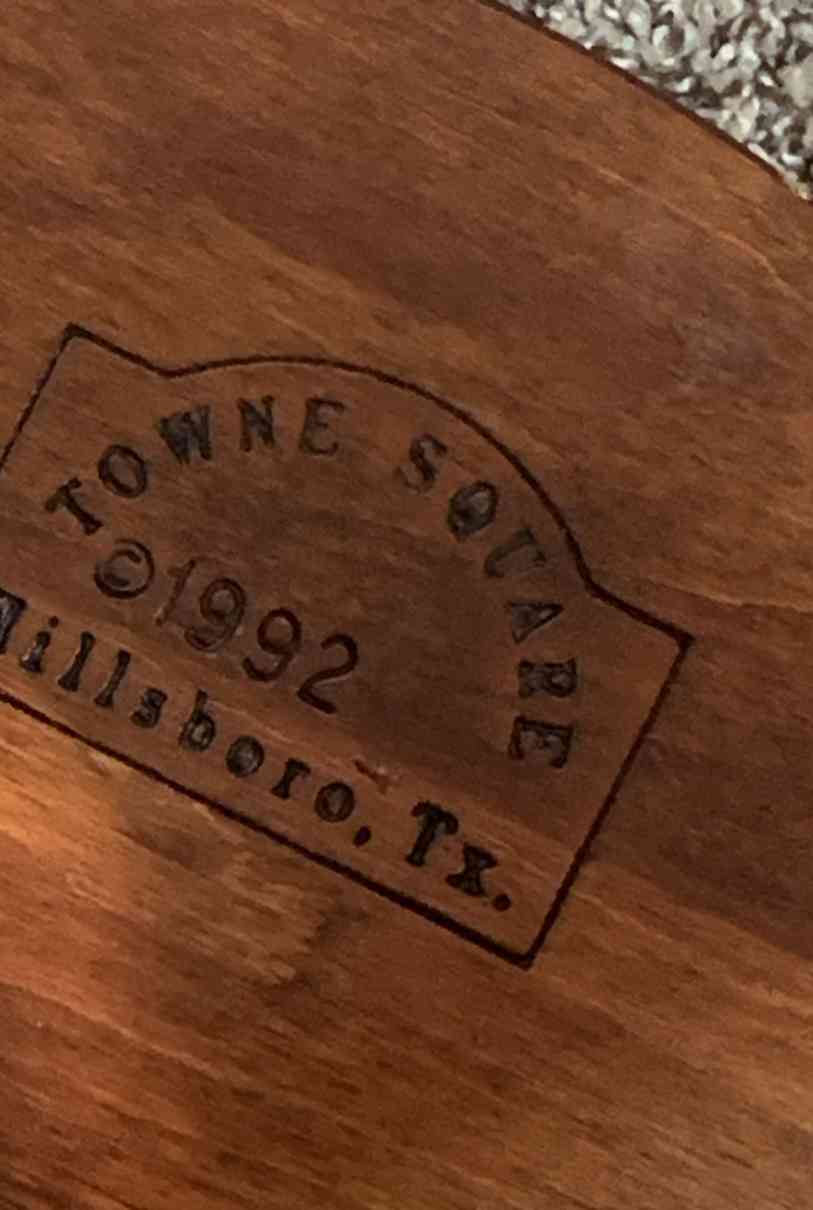 TOWNE SQUARE
©1992
Hillsboro, Tx.